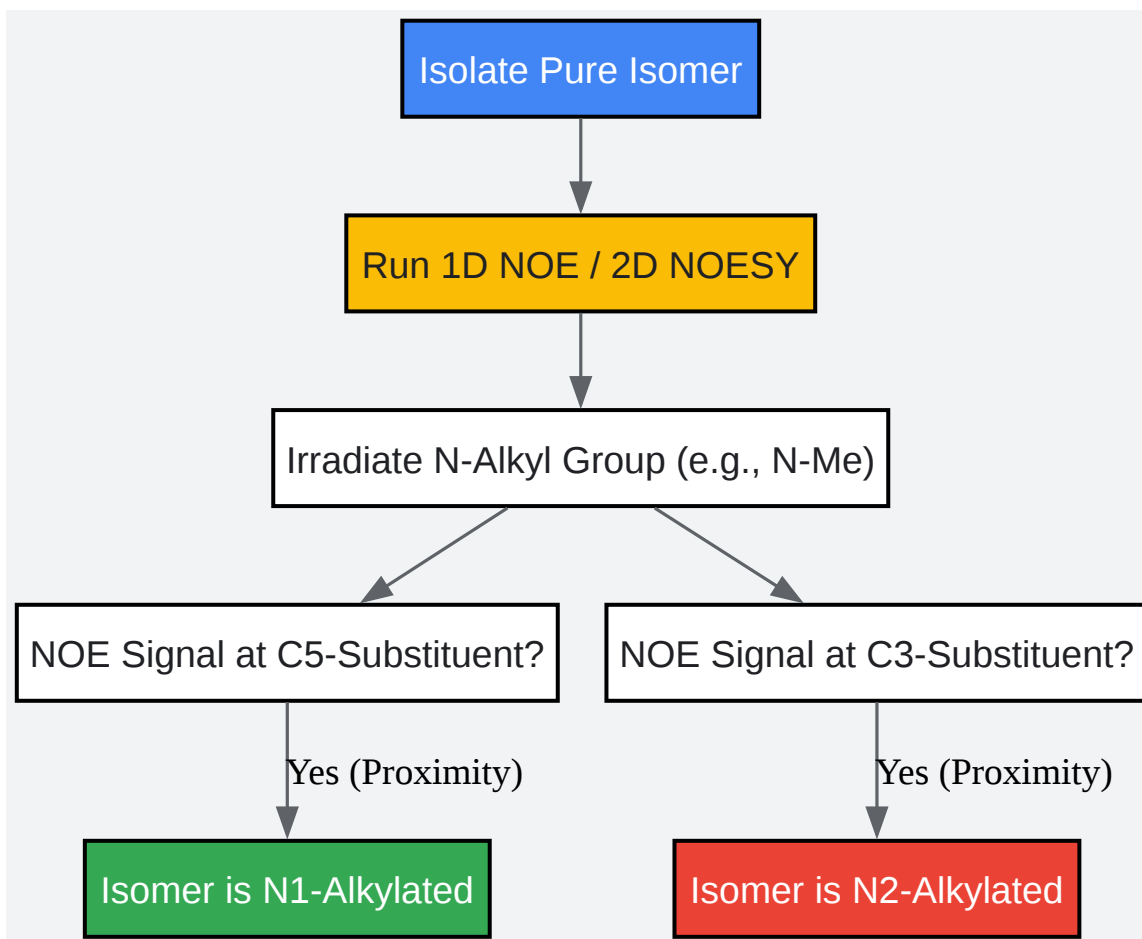 Isolate Pure Isomer
Run 1D NOE / 2D NOESY
Irradiate N-Alkyl Group (e.g., N-Me)
NOE Signal at C5-Substituent?
NOE Signal at C3-Substituent?
Yes (Proximity)
Yes (Proximity)
Isomer is N1-Alkylated
Isomer is N2-Alkylated